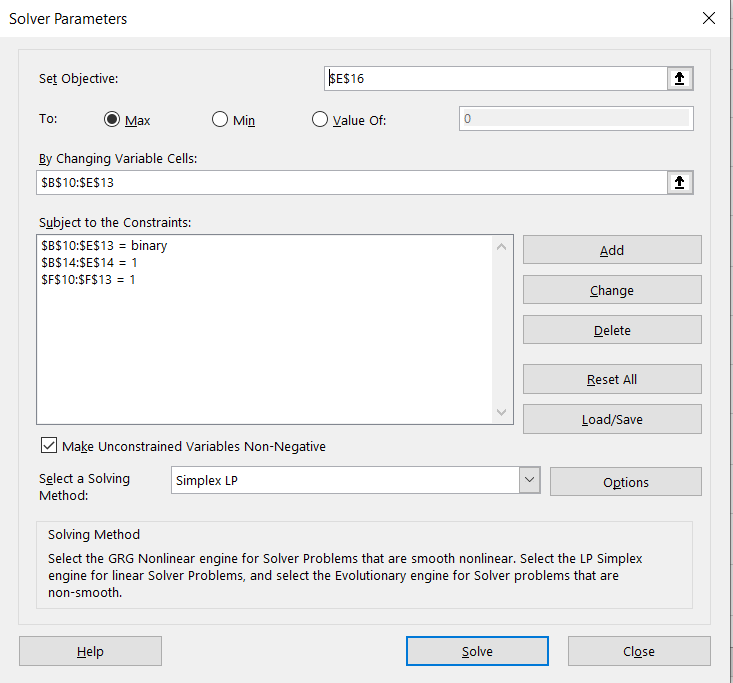 Solver Parameters
Set Objective: $E$16
To: Max Min Value Of: 0
By Changing Variable Cells:
$B$10:$E$13
Subject to the Constraints:
$B$10:$E$13 = binary
$B$14:$E$14 = 1
$F$10:$F$13 = 1
Add
Change
Delete
Reset All
Load/Save
Make Unconstrained Variables Non-Negative
Select a Solving
Method:
Simplex LP
Options
Solving Method
Select the GRG Nonlinear engine for Solver Problems that are smooth nonlinear. Select the LP Simplex
engine for linear Solver Problems, and select the Evolutionary engine for Solver problems that are
non-smooth.
Help Solve Close